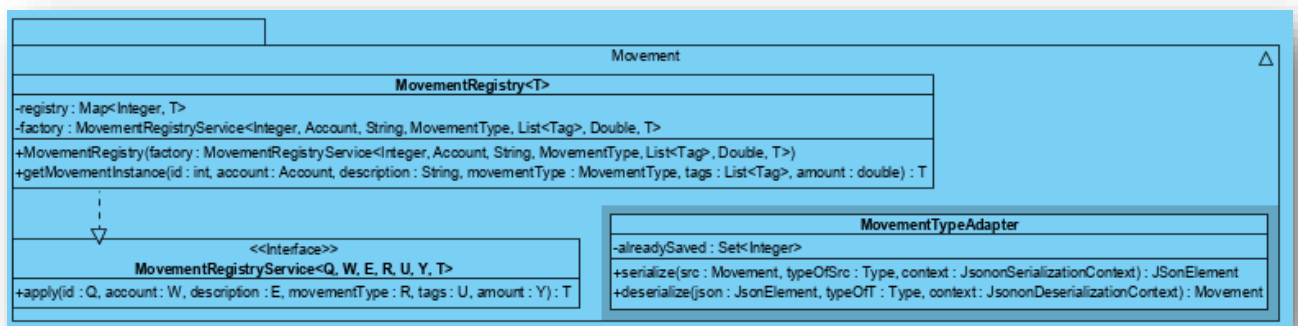 Movement
MovementRegistry<T>
-registry : Map<Integer, T>
-factory : MovementRegistryService<Integer, Account, String, MovementType, List<Tag>, Double, T>
+MovementRegistry(factory : MovementRegistryService<Integer, Account, String, MovementType, List<Tag>, Double, T>)
+getMovementInstance(id : int, account : Account, description : String, movementType : MovementType, tags : List<Tag>, amount : double) : T
<<Interface>>
MovementRegistryService<Q, W, E, R, U, Y, T>
+apply(id : Q, account : W, description : E, movementType : R, tags : U, amount : Y) : T
MovementTypeAdapter
-alreadySaved : Set<Integer>
+serialize(src : Movement, typeOfSrc : Type, context : JsononSerializationContext) : JSonElement
+deserialize(json : JsonElement, typeOfT : Type, context : JsononDeserializationContext) : Movement